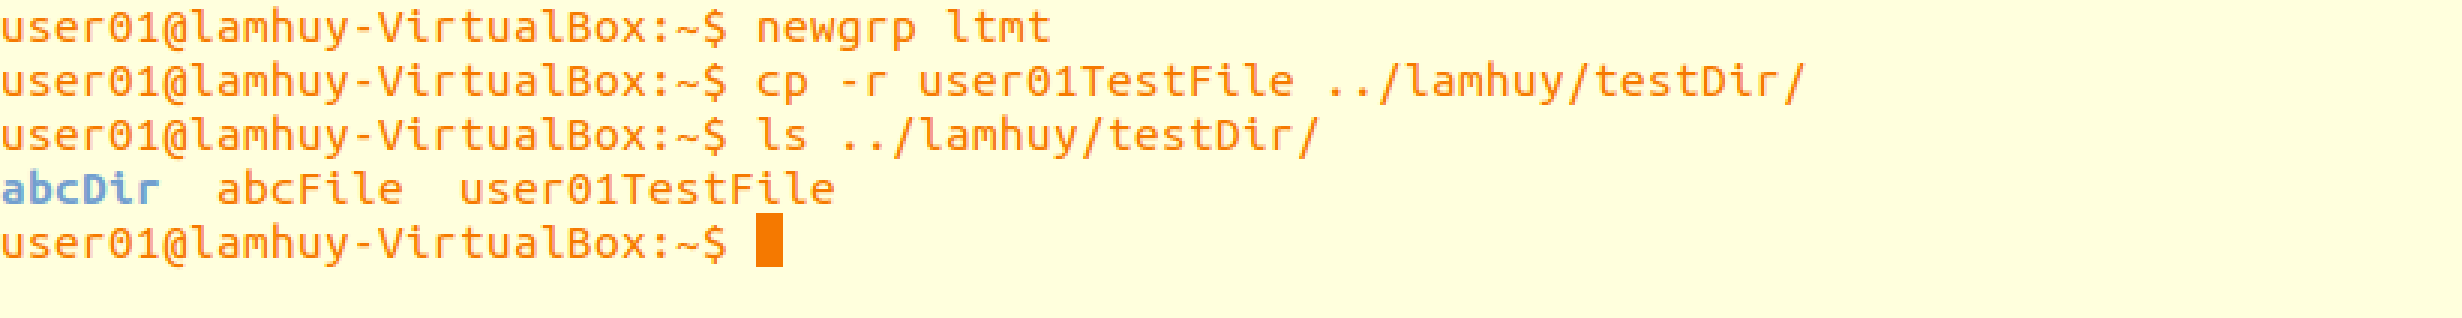 user01@lamhuy-VirtualBox:~$ newgrp ltmt
user01@lamhuy-VirtualBox:~$ cp -r user01TestFile ../lamhuy/testDir/
user01@lamhuy-VirtualBox:~$ ls ../lamhuy/testDir/
abcDir  abcFile  user01TestFile
user01@lamhuy-VirtualBox:~$